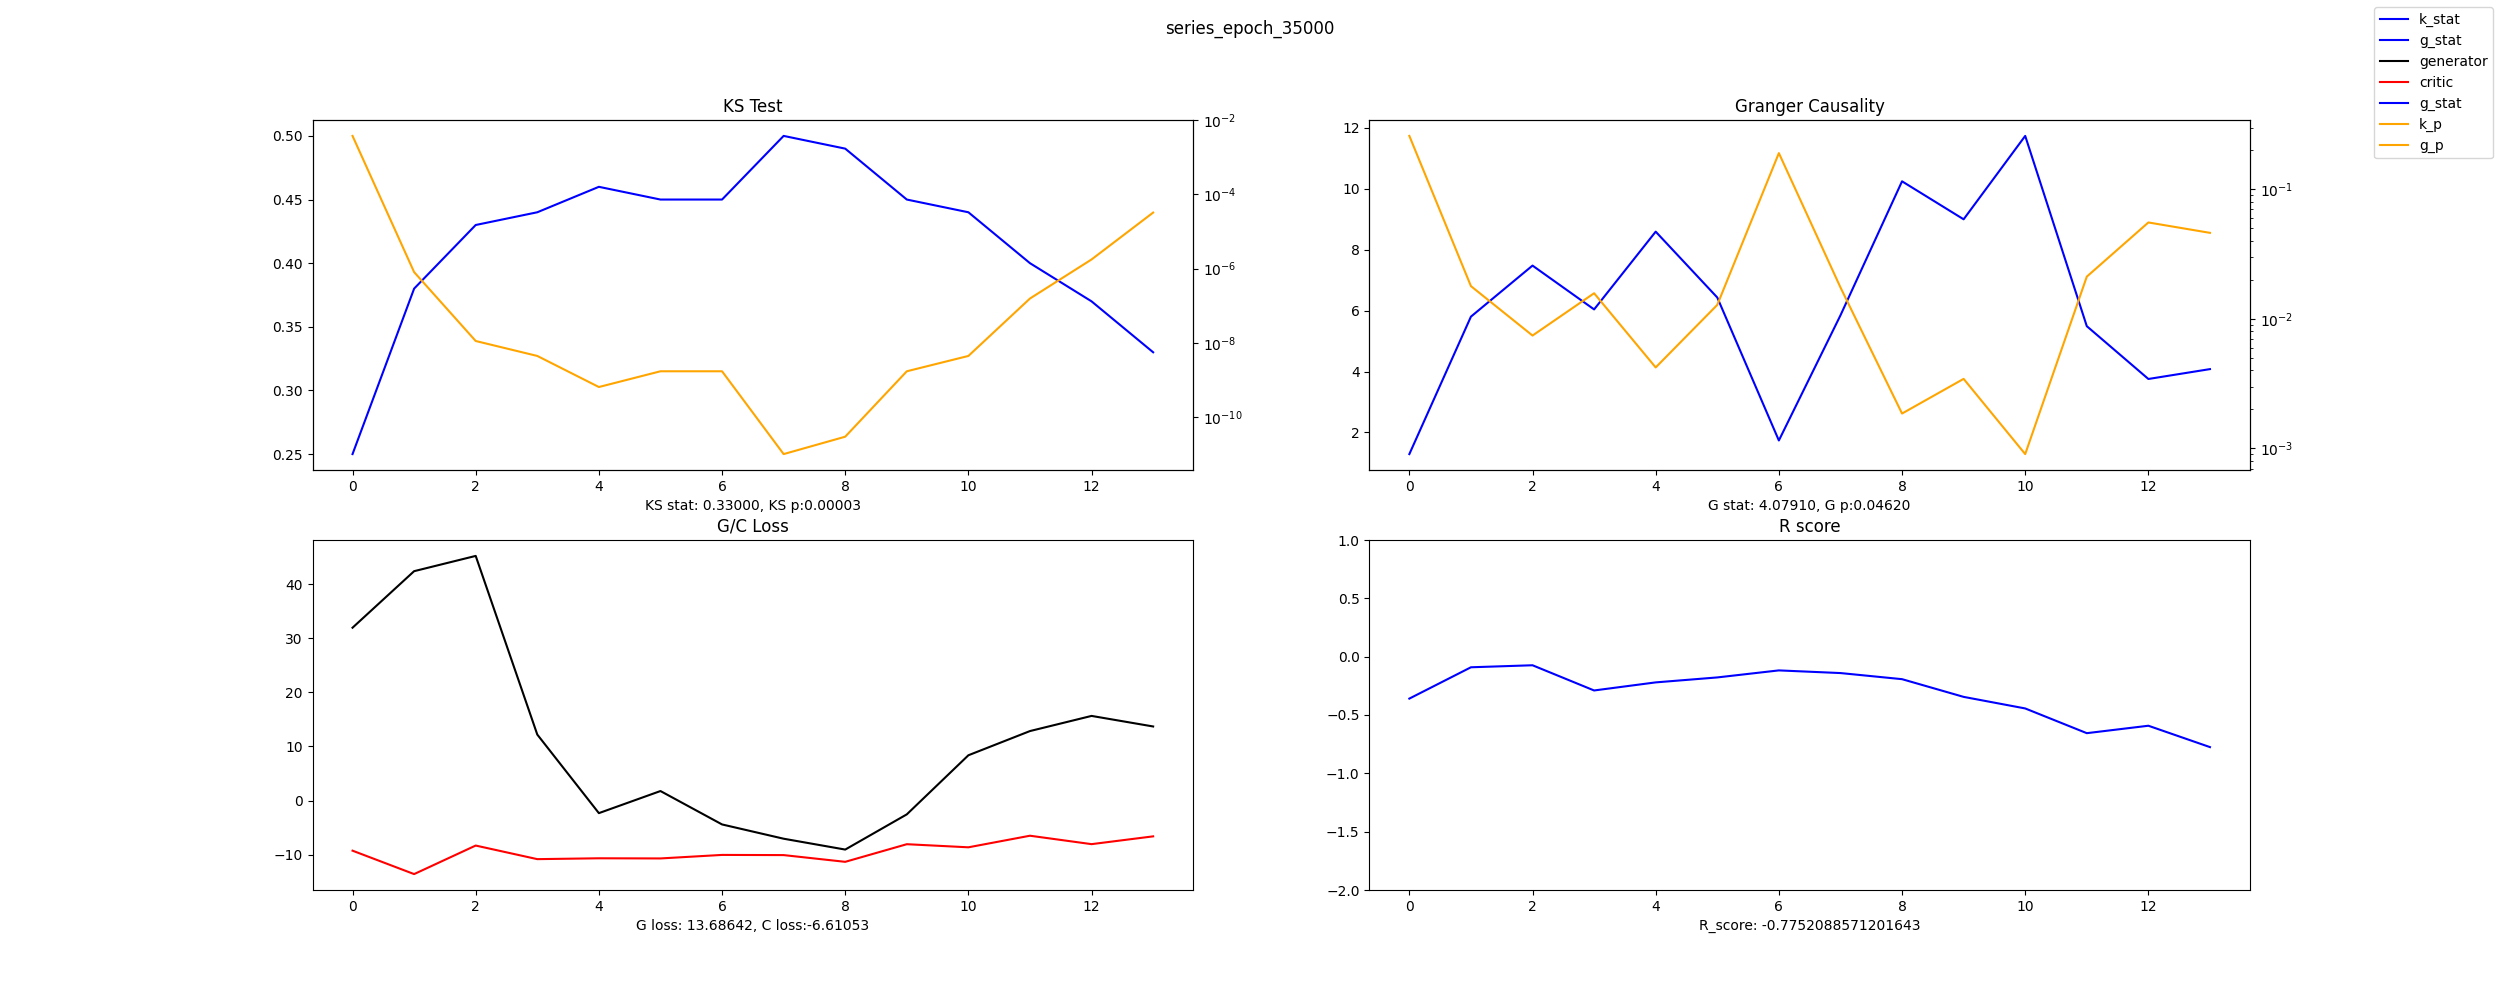 series_epoch_35000
k_stat
g_stat
generator
critic
g_stat
k_p
g_p
KS Test
0.50
0.45
0.40
0.35
0.30
0.25
10⁻²
10⁻⁴
10⁻⁶
10⁻⁸
10⁻¹⁰
0 2 4 6 8 10 12
KS stat: 0.33000, KS p:0.00003
Granger Causality
12
10
8
6
4
2
10⁻¹
10⁻²
10⁻³
0 2 4 6 8 10 12
G stat: 4.07910, G p:0.04620
G/C Loss
40
30
20
10
0
−10
0 2 4 6 8 10 12
G loss: 13.68642, C loss:-6.61053
R score
1.0
0.5
0.0
−0.5
−1.0
−1.5
−2.0
0 2 4 6 8 10 12
R_score: -0.7752088571201643